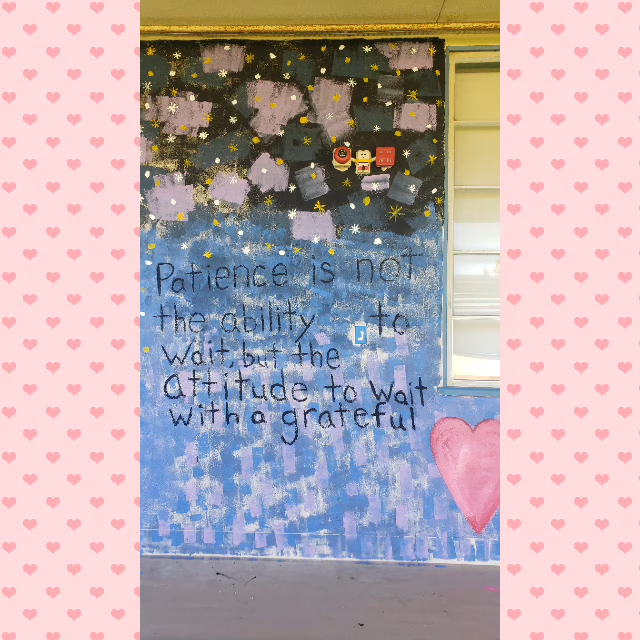 Patience is not
the ability to
wait, but the
Attitude to wait
with a grateful